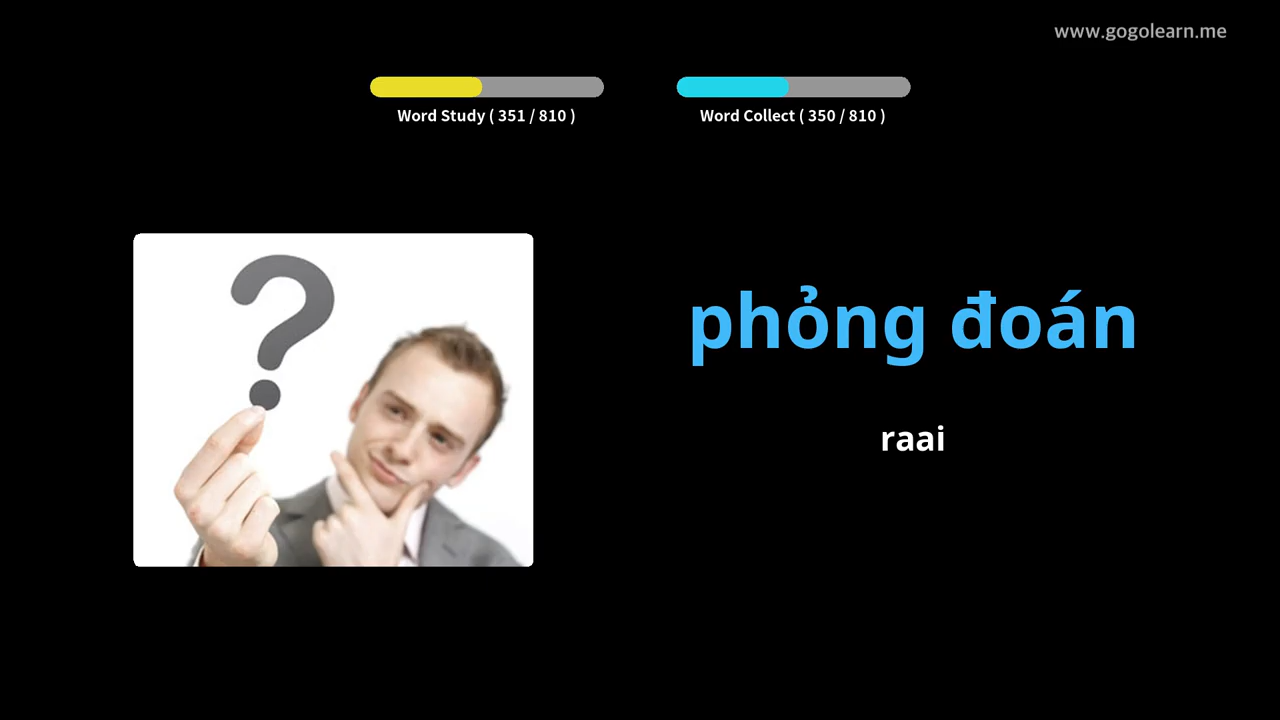 www.gogolearn.me
Word Study ( 351 / 810 )
Word Collect ( 350 / 810 )
phỏng đoán
raai